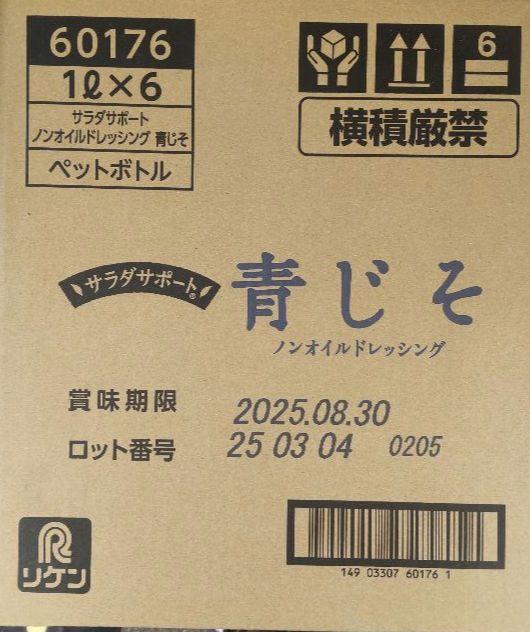 60176
1ℓ×6
サラダサポート
ノンオイルドレッシング 青じそ
ペットボトル
6
横積厳禁
サラダサポート®
青じそ
ノンオイルドレッシング
賞味期限 2025.08.30
ロット番号 25 03 04 0205
R
リケン
149 03307 60176 1